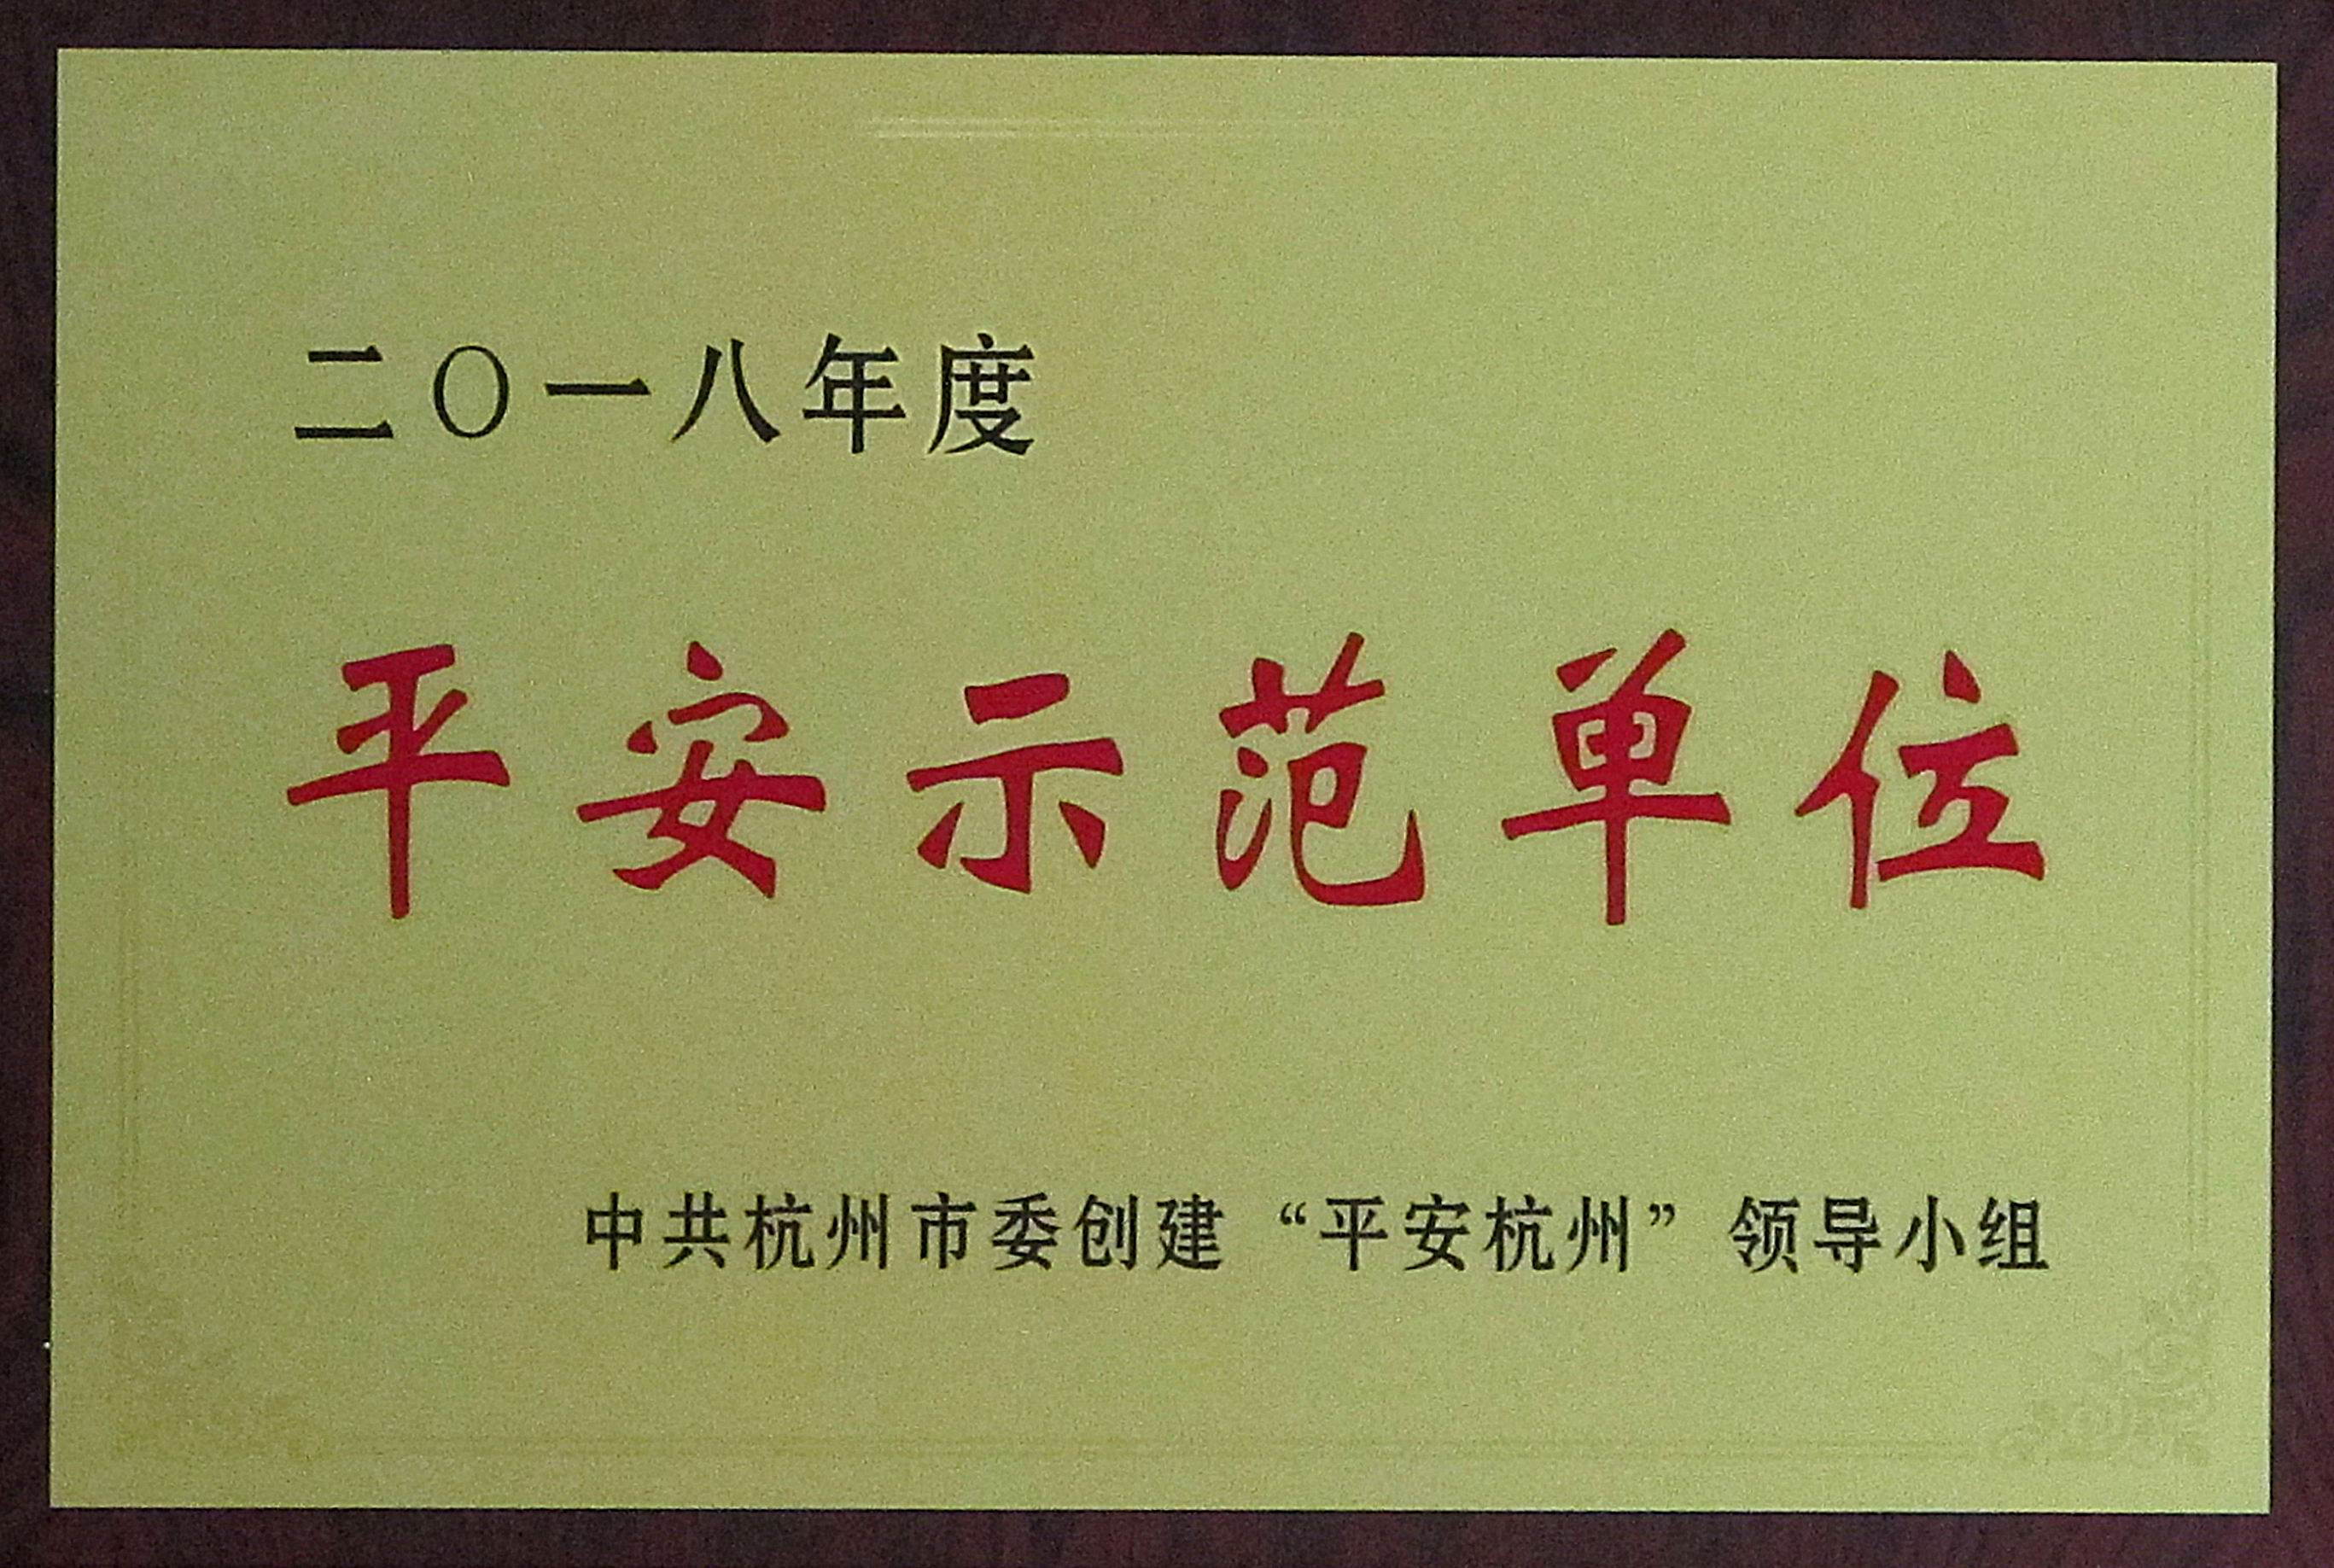 二〇一八年度
平安示范单位
中共杭州市委创建“平安杭州”领导小组